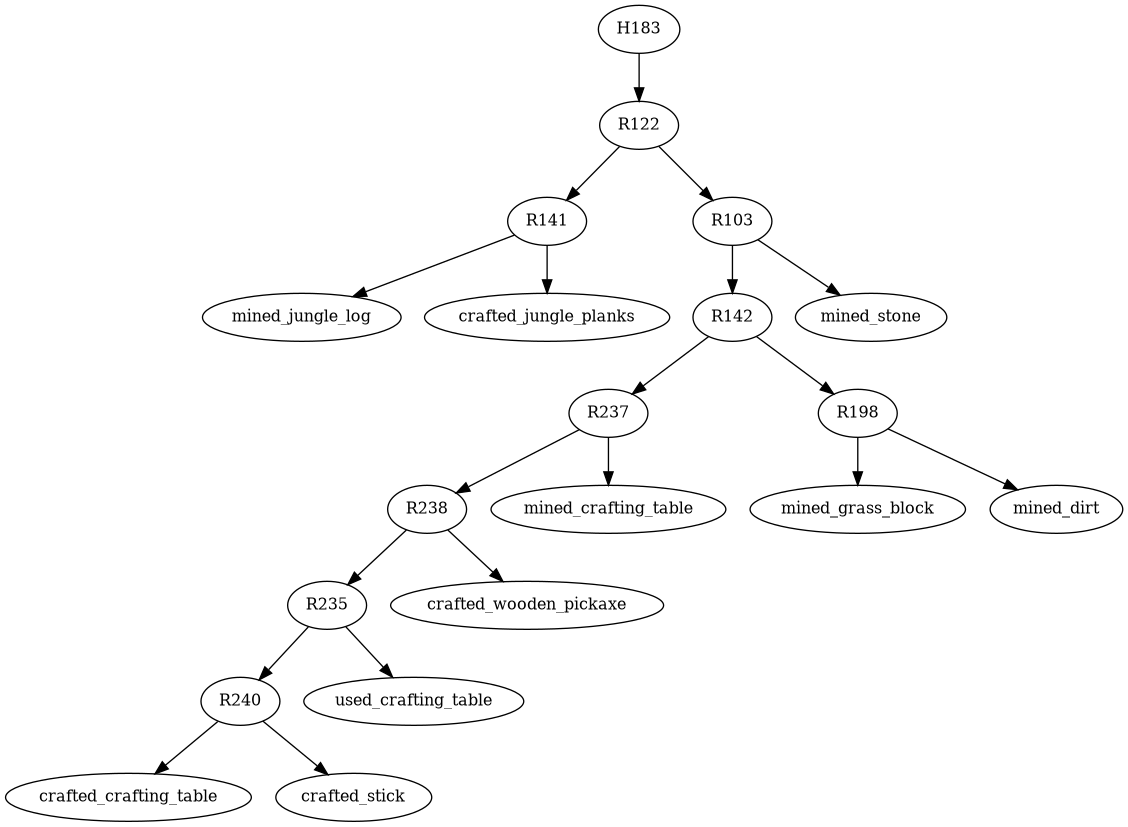 H183
R122
R141
R103
mined_jungle_log
crafted_jungle_planks
R142
mined_stone
R237
R198
R238
mined_crafting_table
mined_grass_block
mined_dirt
R235
crafted_wooden_pickaxe
R240
used_crafting_table
crafted_crafting_table
crafted_stick